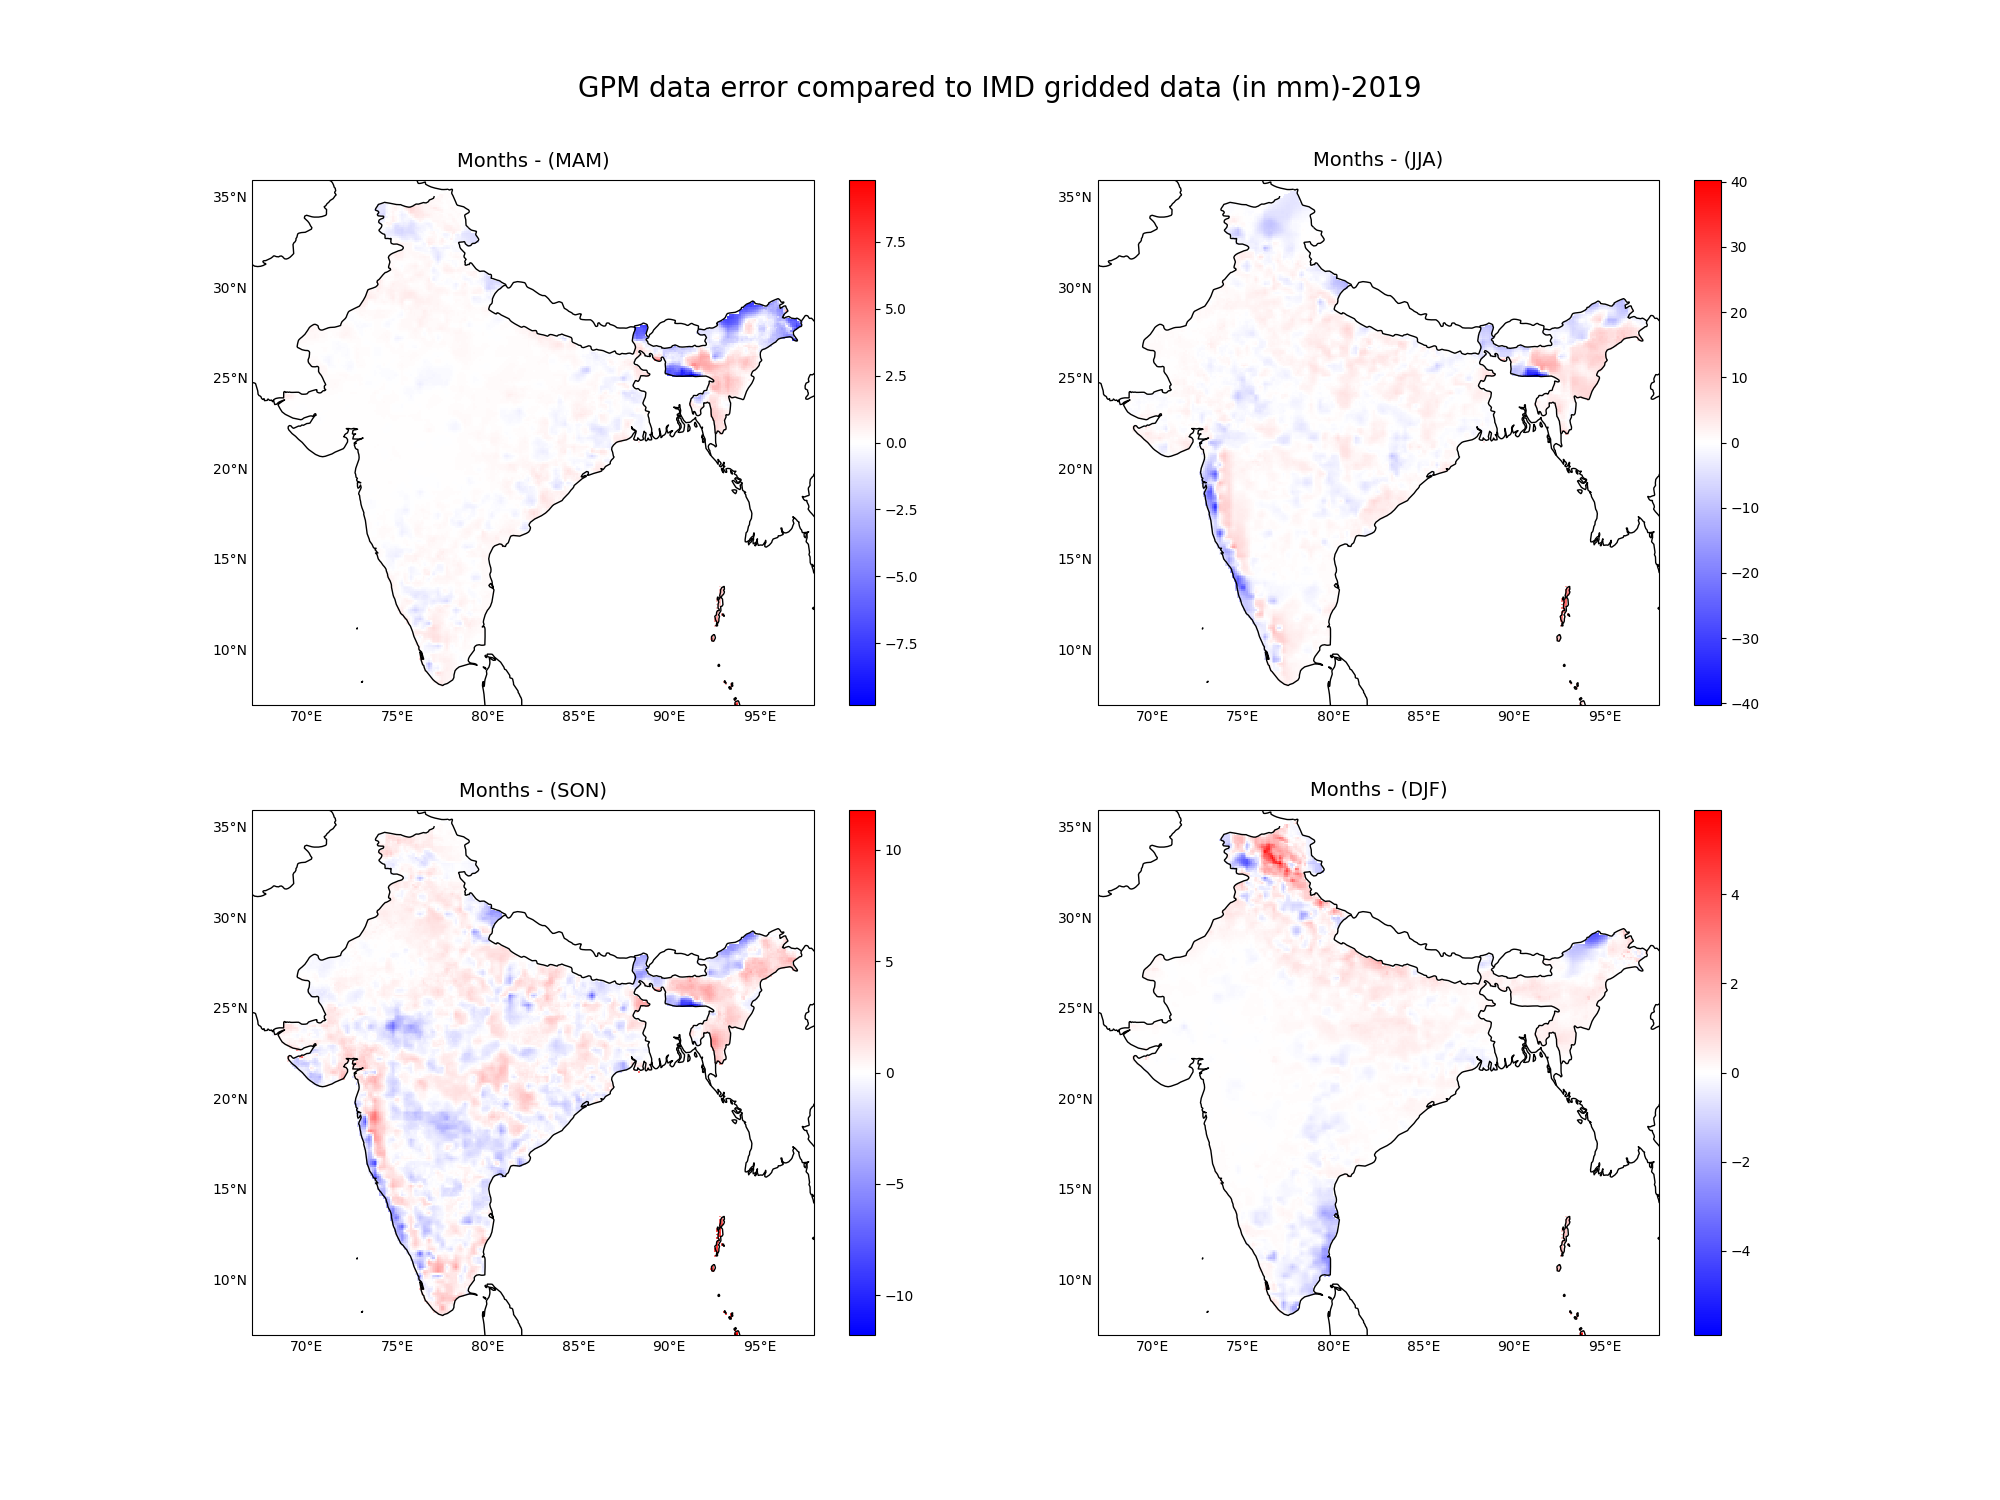 GPM data error compared to IMD gridded data (in mm)-2019
Months - (MAM)
35°N
30°N
25°N
20°N
15°N
10°N
70°E 75°E 80°E 85°E 90°E 95°E
7.5
5.0
2.5
0.0
−2.5
−5.0
−7.5
Months - (JJA)
35°N
30°N
25°N
20°N
15°N
10°N
70°E 75°E 80°E 85°E 90°E 95°E
40
30
20
10
0
−10
−20
−30
−40
Months - (SON)
35°N
30°N
25°N
20°N
15°N
10°N
70°E 75°E 80°E 85°E 90°E 95°E
10
5
0
−5
−10
Months - (DJF)
35°N
30°N
25°N
20°N
15°N
10°N
70°E 75°E 80°E 85°E 90°E 95°E
4
2
0
−2
−4